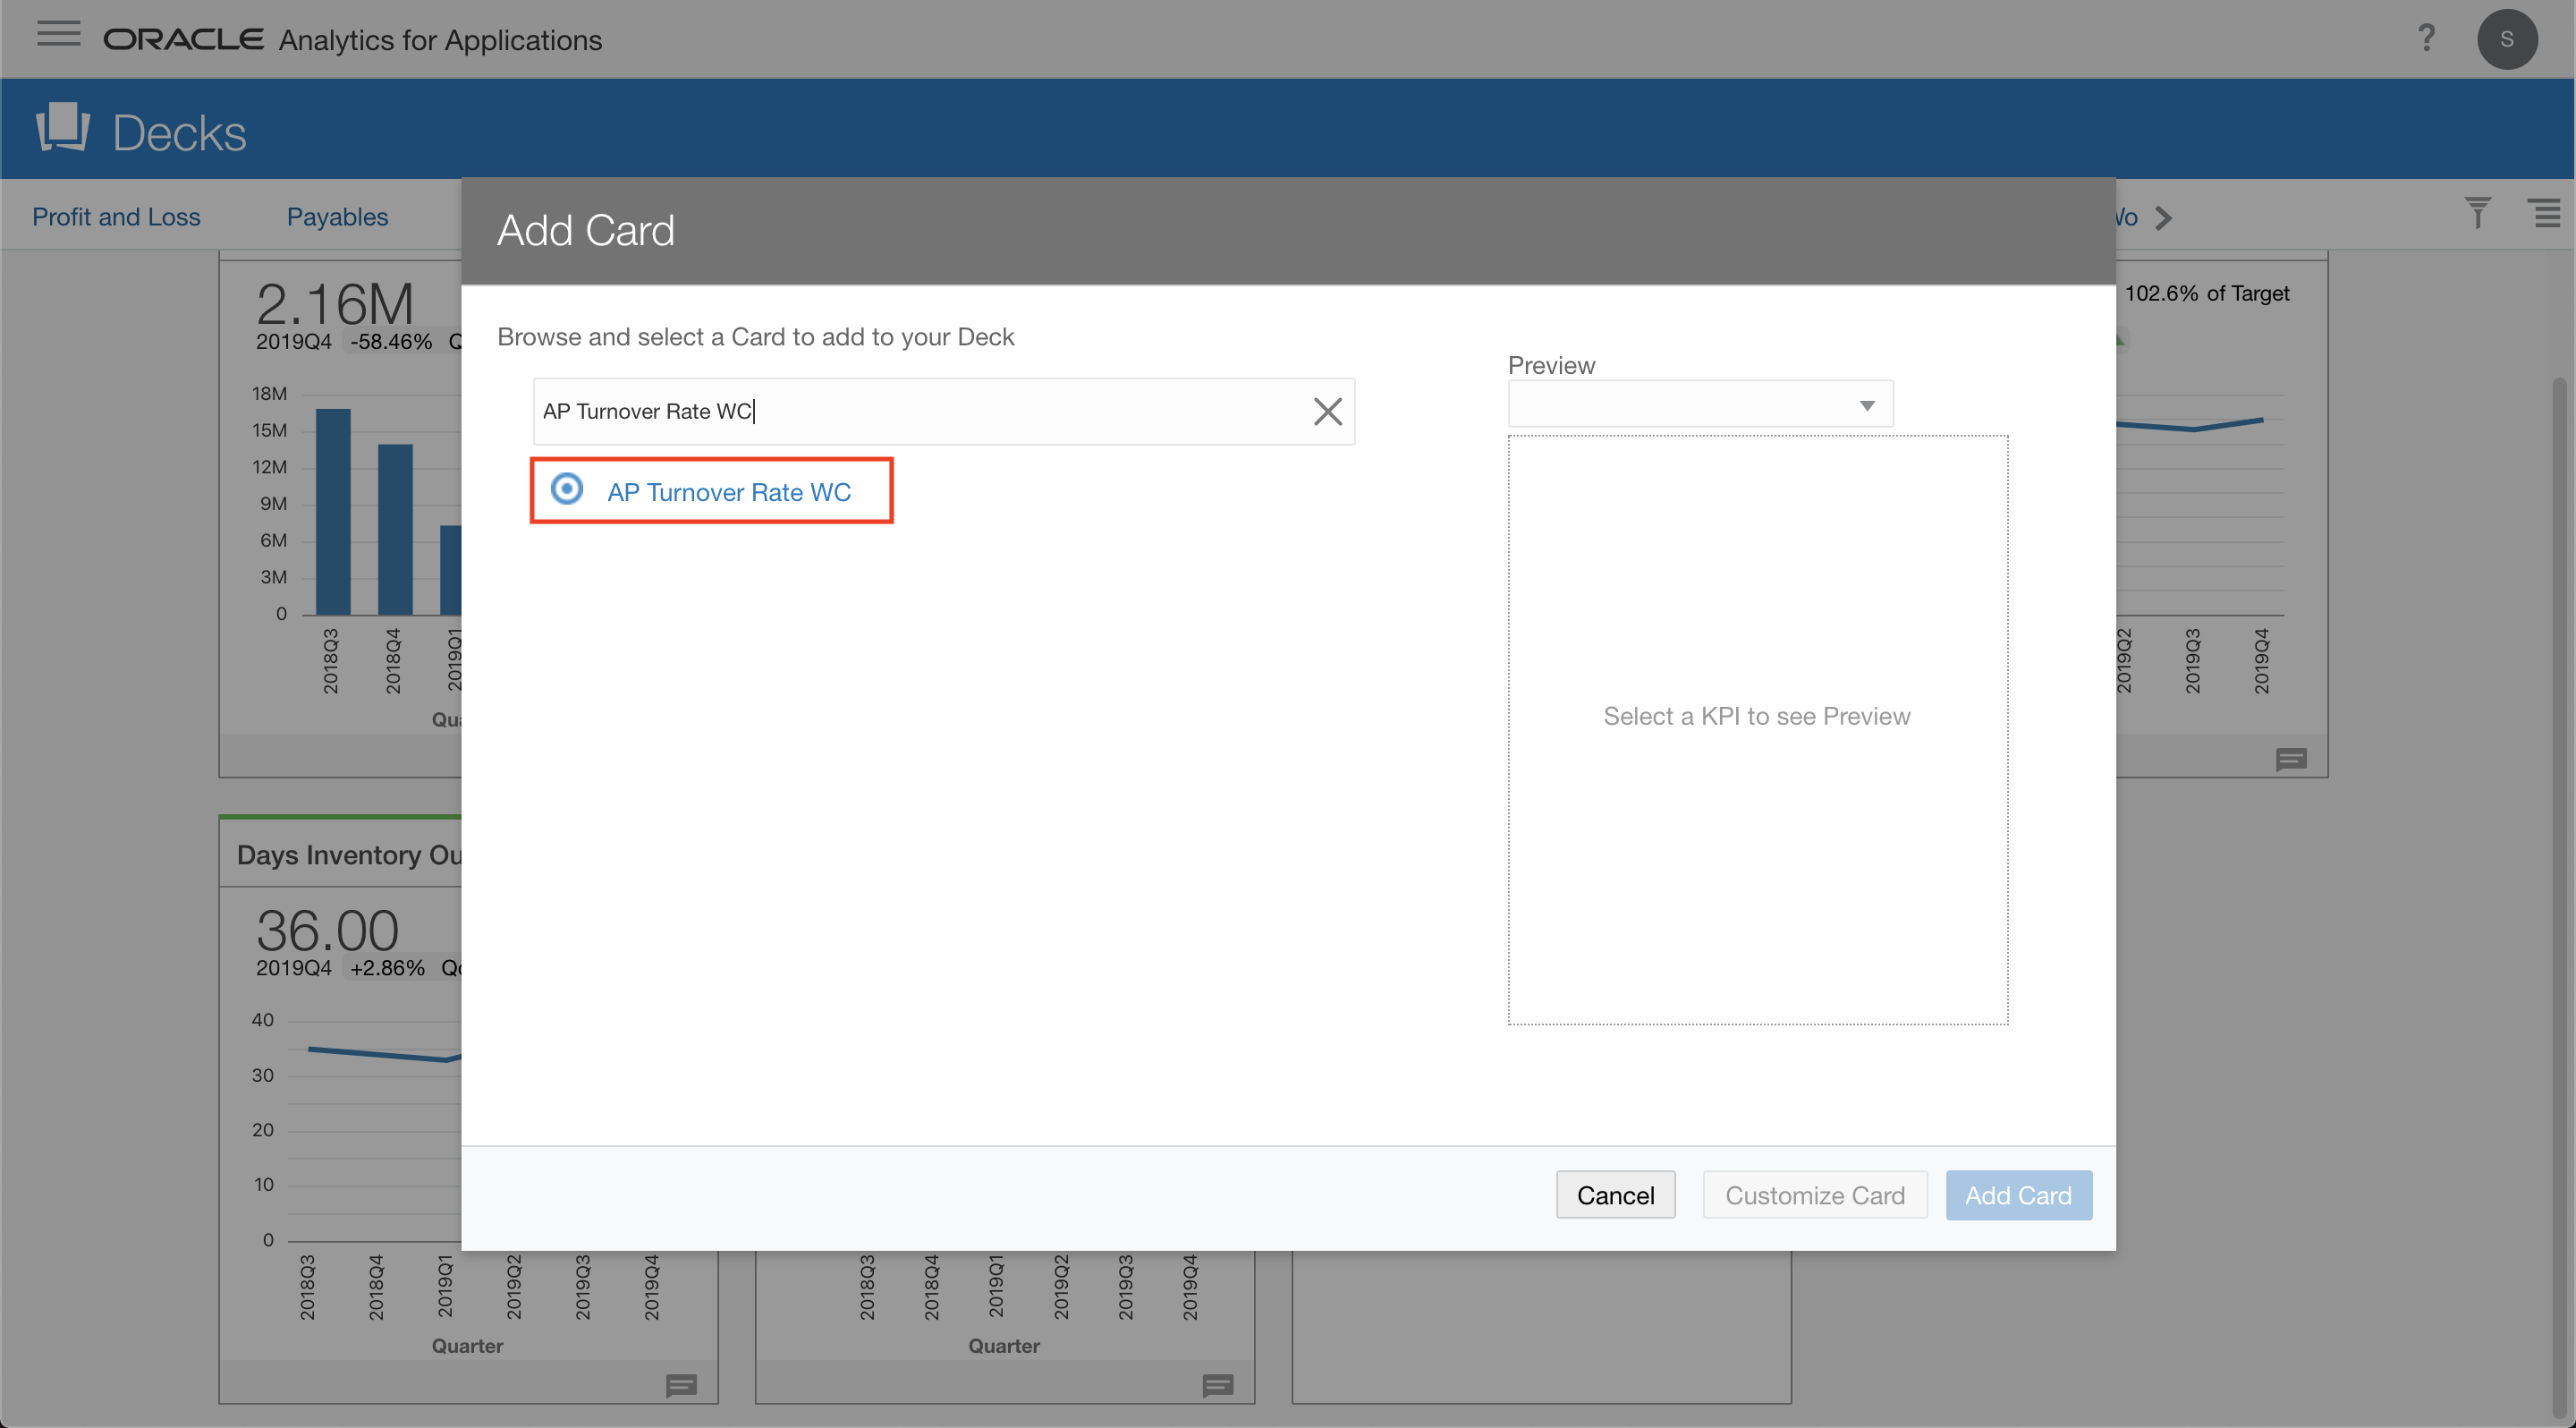 ORACLE Analytics for Applications
?
S
Decks
Profit and Loss
Payables
Add Card
2.16M
2019Q4 -58.46%
18M
15M
12M
9M
6M
3M
0
2018Q3
2018Q4
2019Q1
Browse and select a Card to add to your Deck
AP Turnover Rate WC
AP Turnover Rate WC
Preview
Select a KPI to see Preview
102.6% of Target
2019Q2
2019Q3
2019Q4
Days Inventory Ou
36.00
2019Q4 +2.86%
40
30
20
10
0
Cancel
Customize Card
Add Card
2018Q3
2018Q4
2019Q1
2019Q2
2019Q3
2019Q4
Quarter
2018Q3
2018Q4
2019Q1
2019Q2
2019Q3
2019Q4
Quarter